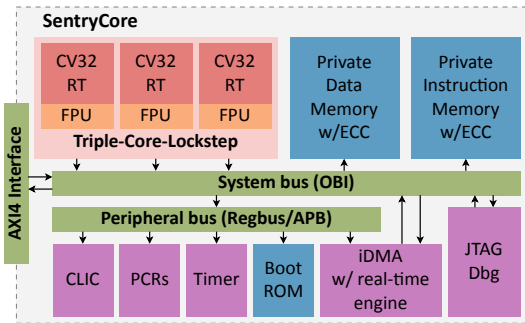 SentryCore
CV32
RT
FPU
CV32
RT
FPU
CV32
RT
FPU
Triple-Core-Lockstep
Private
Data
Memory
w/ECC
Private
Instruction
Memory
w/ECC
AXI4 Interface
System bus (OBI)
Peripheral bus (Regbus/APB)
CLIC
PCRs
Timer
Boot
ROM
iDMA
w/ real-time
engine
JTAG
Dbg